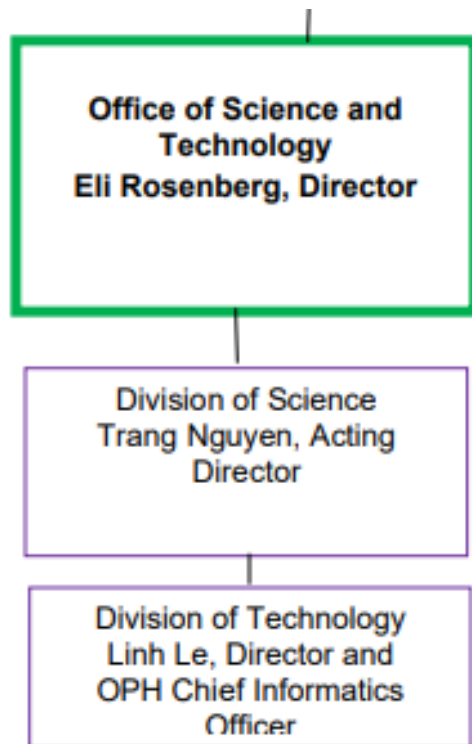 Office of Science and
Technology
Eli Rosenberg, Director
Division of Science
Trang Nguyen, Acting
Director
Division of Technology
Linh Le, Director and
OPH Chief Informatics
Officer